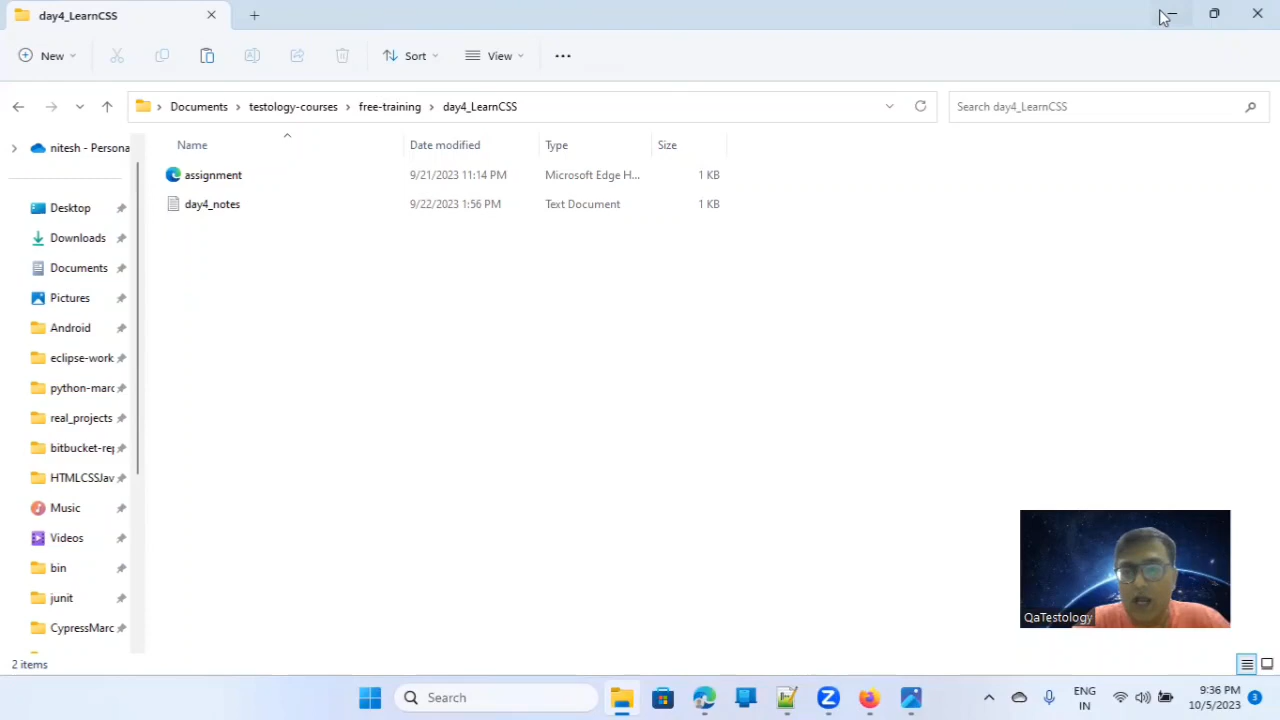 day4_LearnCSS
New
Sort
View
Documents
testology-courses
free-training
day4_LearnCSS
Search day4_LearnCSS
nitesh - Persona
Name
Date modified
Type
Size
assignment
9/21/2023 11:14 PM
Microsoft Edge H...
1 KB
day4_notes
9/22/2023 1:56 PM
Text Document
1 KB
Desktop
Downloads
Documents
Pictures
Android
eclipse-work
python-marc
real_projects
bitbucket-rep
HTMLCSSJav
Music
Videos
bin
junit
CypressMarc
QaTestology
2 items
Search
ENG
IN
9:36 PM
10/5/2023
3